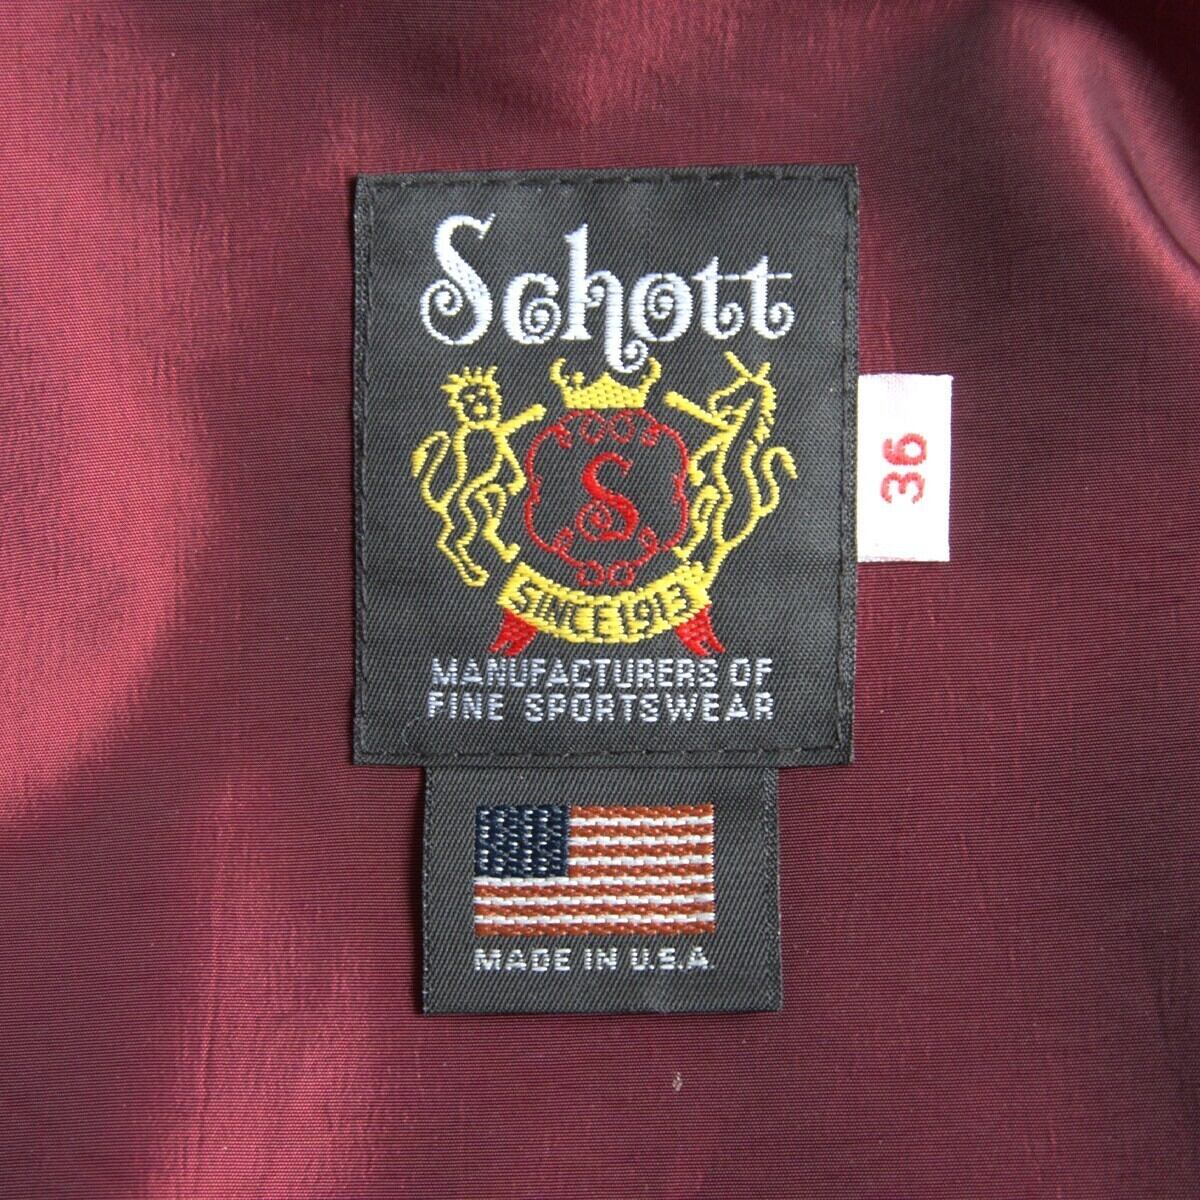 Schott
S
SINCE 1913
MANUFACTURERS OF
FINE SPORTSWEAR
36
MADE IN U.S.A